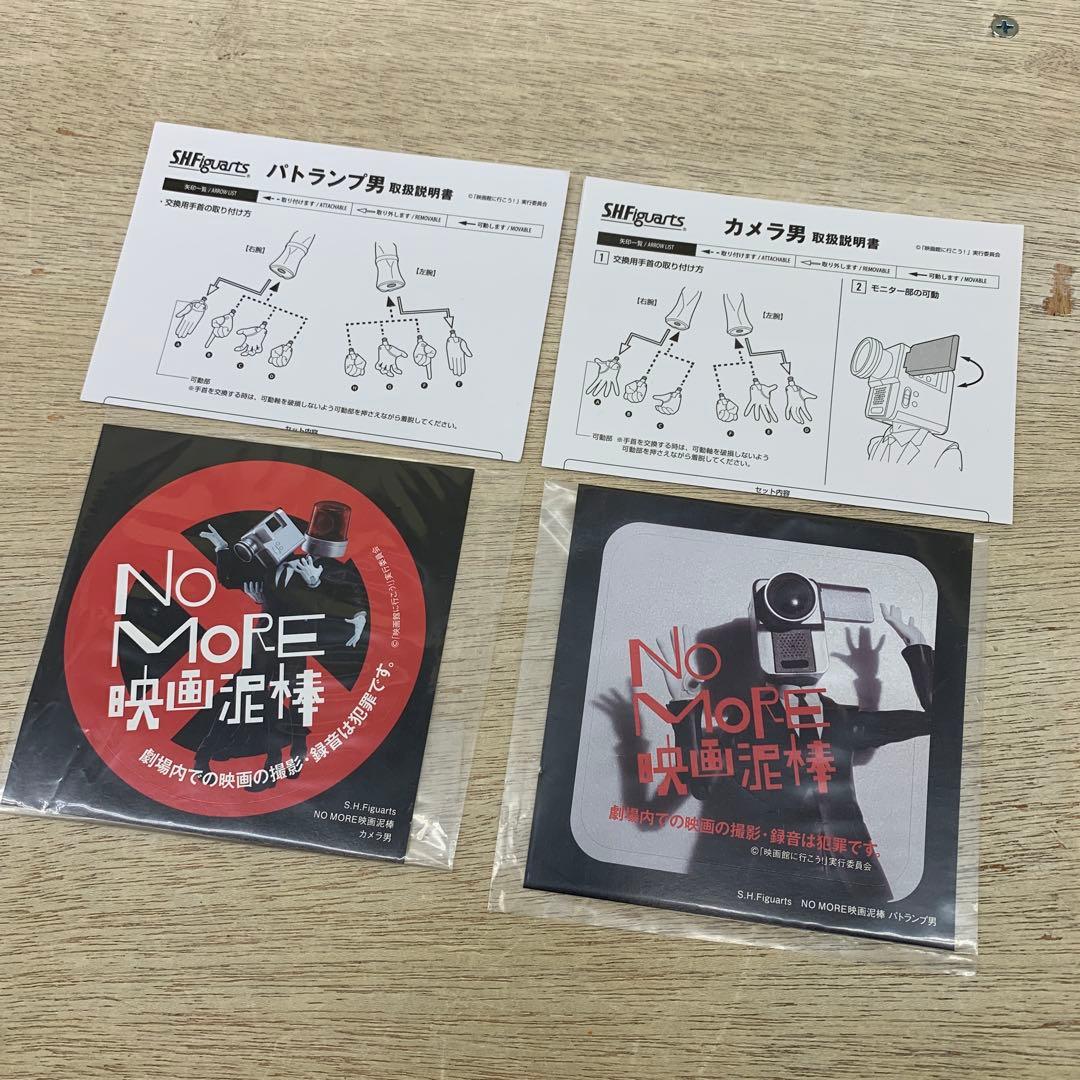 S.H.Figuarts
パトランプ男 取扱説明書
©「映画館に行こう!」実行委員会
矢印一覧 / ARROW LIST
取り付けます / ATTACHABLE
取り外します / REMOVABLE
可動します / MOVABLE
・交換用手首の取り付け方
【右腕】
【左腕】
A
B
C
D
H
G
F
E
可動部
※手首を交換する時は、可動軸を破損しないよう可動部を押さえながら着脱してください。
セット内容
S.H.Figuarts
カメラ男 取扱説明書
©「映画館に行こう!」実行委員会
矢印一覧 / ARROW LIST
取り付けます / ATTACHABLE
取り外します / REMOVABLE
可動します / MOVABLE
1 交換用手首の取り付け方
【右腕】
【左腕】
A
B
C
F
E
D
可動部 ※手首を交換する時は、可動軸を破損しないよう
可動部を押さえながら着脱してください。
2 モニター部の可動
セット内容
NO
MORE
映画泥棒
劇場内での映画の撮影・録音は犯罪です。
©「映画館に行こう!」実行委員会
S.H.Figuarts
NO MORE映画泥棒
カメラ男
NO
MORE
映画泥棒
劇場内での映画の撮影・録音は犯罪です。
©「映画館に行こう!」実行委員会
S.H.Figuarts NO MORE映画泥棒 パトランプ男